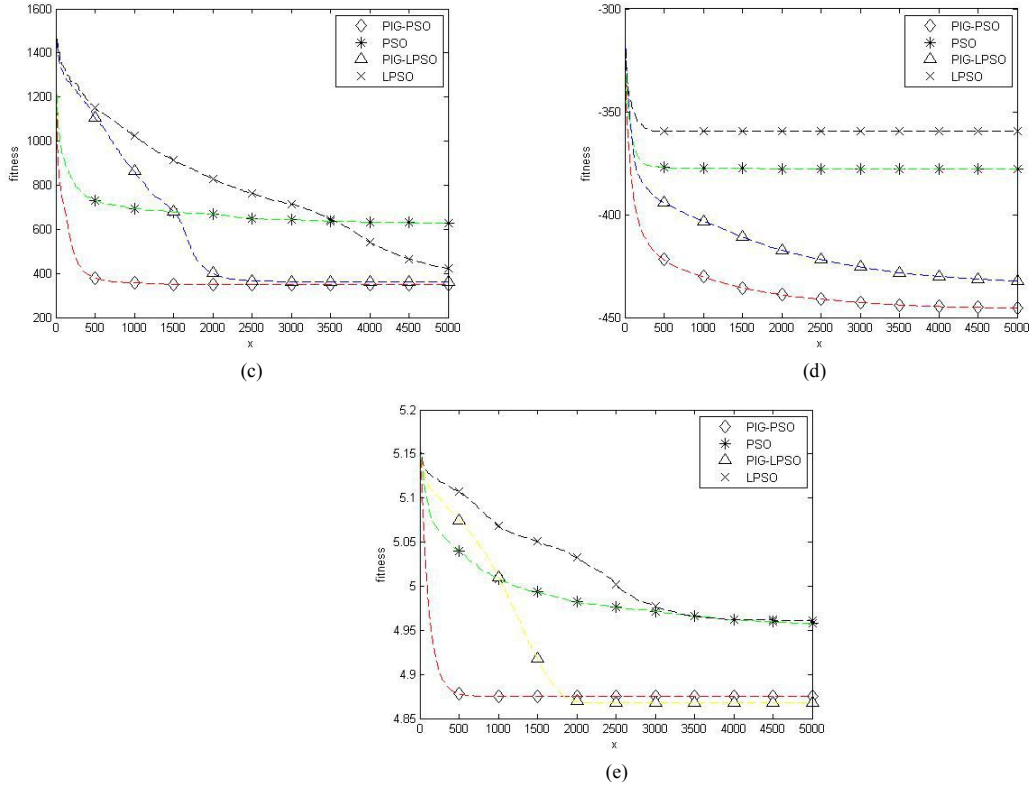 1600
1400
1200
1000
800
600
400
200
fitness
0 500 1000 1500 2000 2500 3000 3500 4000 4500 5000
x
PIG-PSO
PSO
PIG-LPSO
LPSO
(c)
-300
-350
-400
-450
fitness
0 500 1000 1500 2000 2500 3000 3500 4000 4500 5000
x
PIG-PSO
PSO
PIG-LPSO
LPSO
(d)
5.2
5.15
5.1
5.05
5
4.95
4.9
4.85
fitness
0 500 1000 1500 2000 2500 3000 3500 4000 4500 5000
x
PIG-PSO
PSO
PIG-LPSO
LPSO
(e)